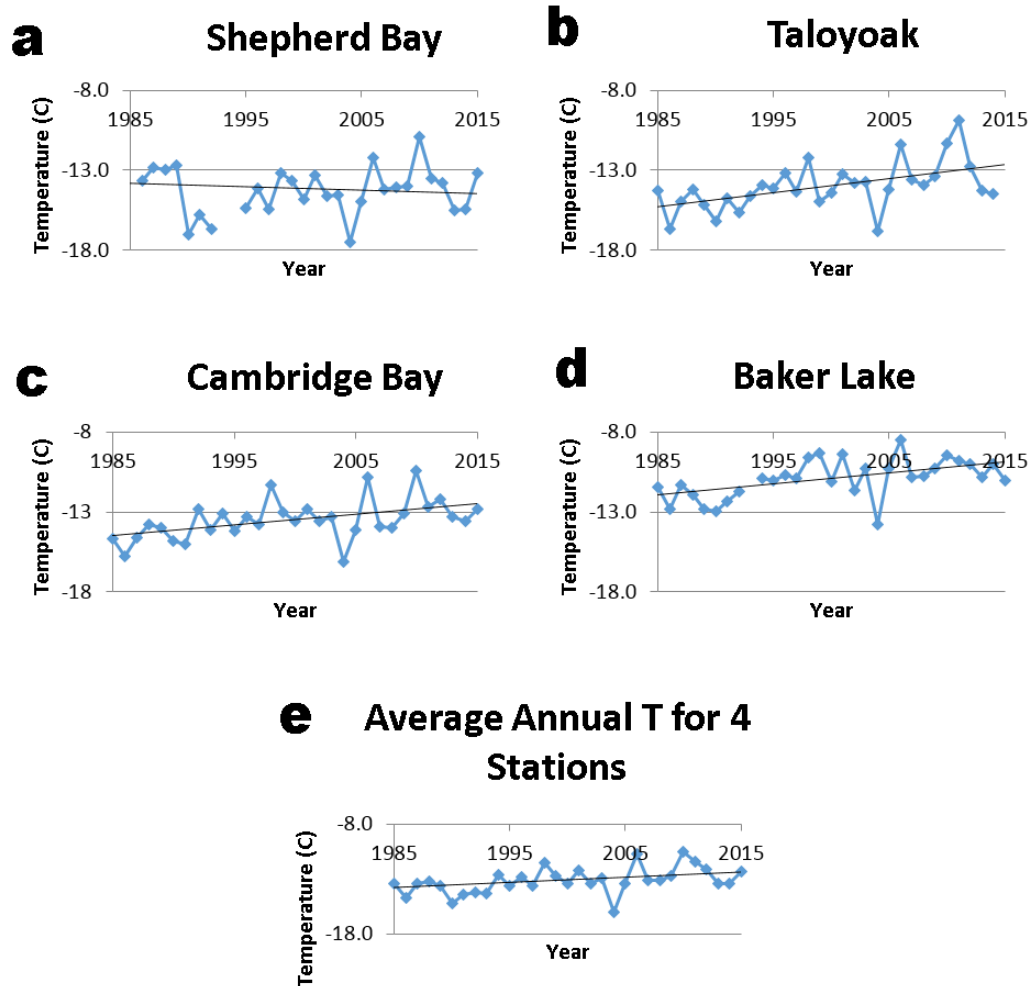 a
Shepherd Bay
-8.0
1985 1995 2005 2015
-13.0
-18.0
Temperature (C)
Year
b
Taloyoak
-8.0
1985 1995 2005 2015
-13.0
-18.0
Temperature (C)
Year
c
Cambridge Bay
-8
1985 1995 2005 2015
-13
-18
Temperature (C)
Year
d
Baker Lake
-8.0
1985 1995 2005 2015
-13.0
-18.0
Temperature (C)
Year
e
Average Annual T for 4
Stations
-8.0
1985 1995 2005 2015
-18.0
Temperature (C)
Year